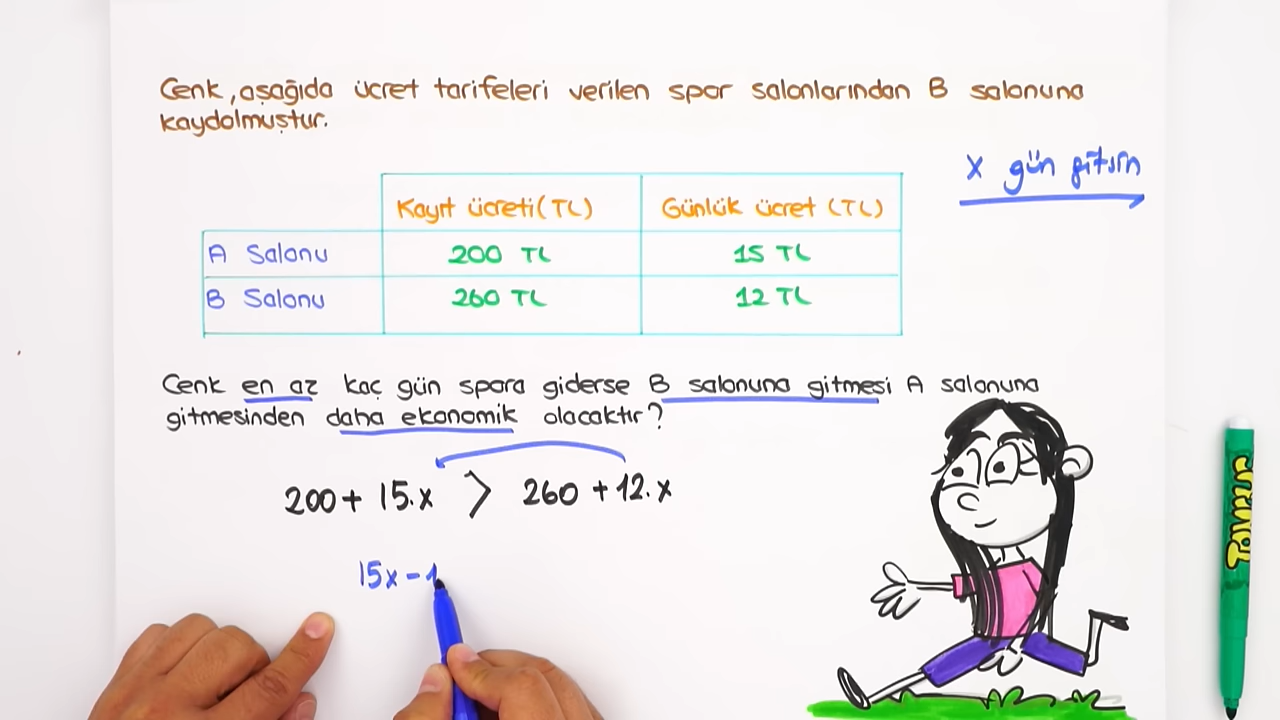 Cenk, aşağıda ücret tarifeleri verilen spor salonlarından B salonuna
kaydolmuştur.
x gün gitsin
Kayıt ücreti(TL) Günlük ücret (TL)
A Salonu 200 TL 15 TL
B Salonu 260 TL 12 TL
Cenk en az kaç gün spora giderse B salonuna gitmesi A salonuna
gitmesinden daha ekonomik olacaktır?
200+ 15.x > 260 +12.x
15x - 1